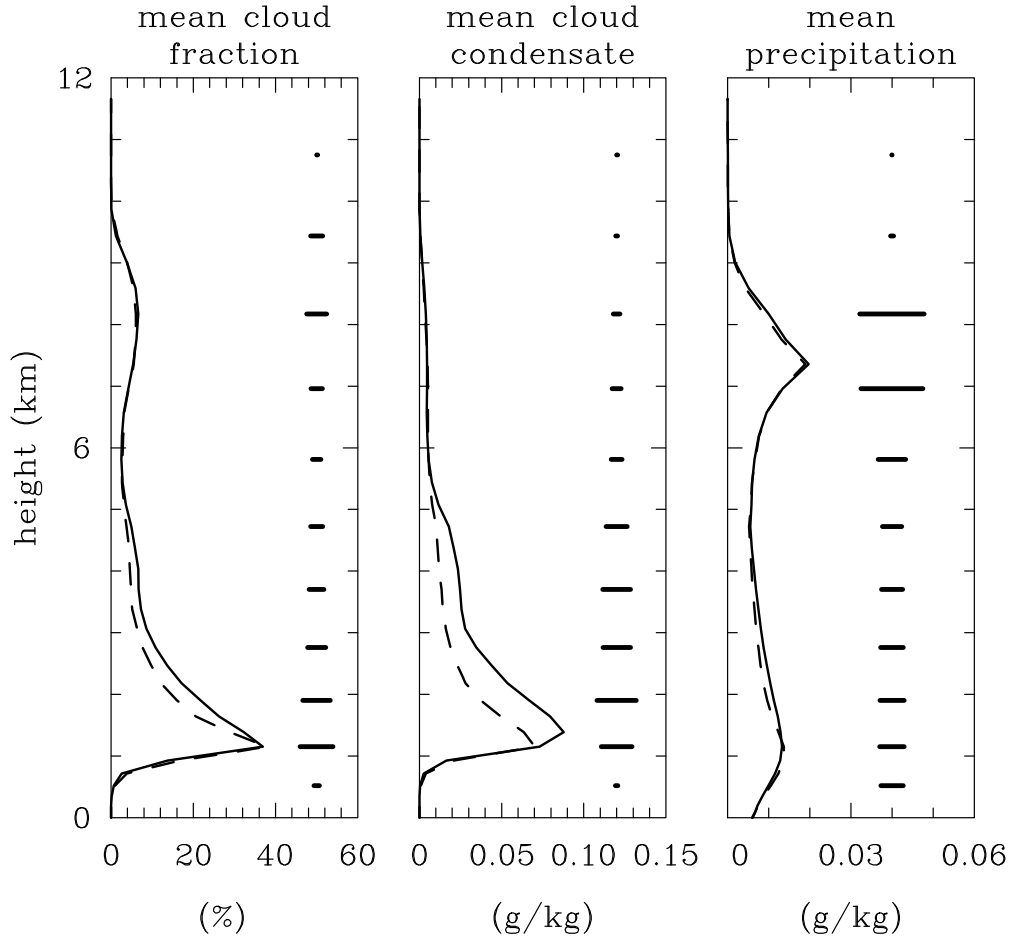 mean cloud
fraction
mean cloud
condensate
mean
precipitation
12
6
0
height (km)
0 20 40 60
0 0.05 0.10 0.15
0 0.03 0.06
(%)
(g/kg)
(g/kg)